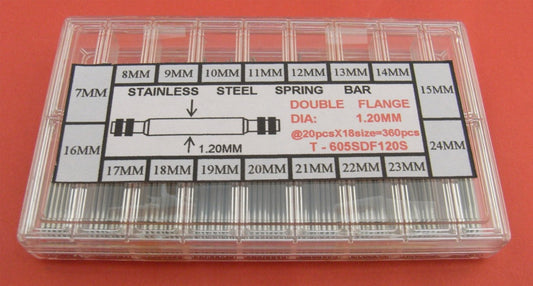 7MM 8MM 9MM 10MM 11MM 12MM 13MM 14MM 15MM
STAINLESS STEEL SPRING BAR
DOUBLE FLANGE
DIA: 1.20MM
@20pcsX18size=360pcs
T - 605SDF120S
1.20MM
16MM 17MM 18MM 19MM 20MM 21MM 22MM 23MM 24MM